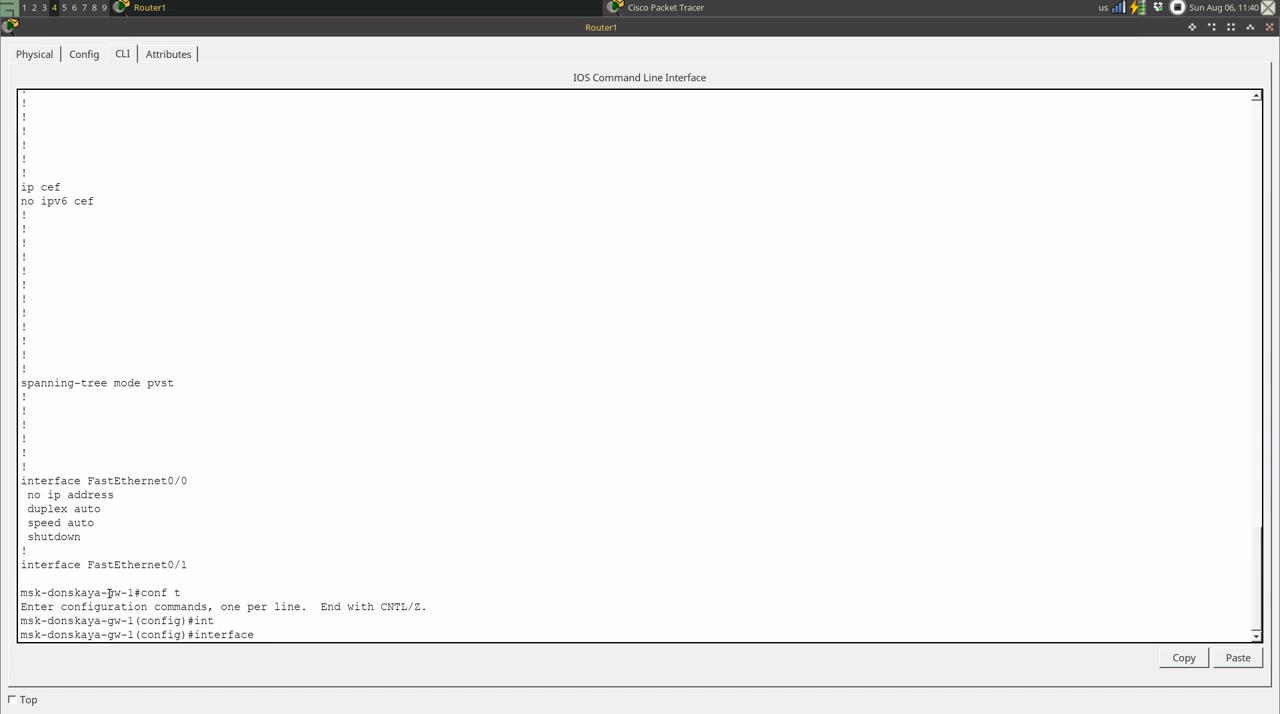 1 2 3 4 5 6 7 8 9 Router1 Cisco Packet Tracer us Sun Aug 06, 11:40
Router1
Physical Config CLI Attributes
IOS Command Line Interface
!
!
!
!
!
!
ip cef
no ipv6 cef
!
!
!
!
!
!
!
!
!
!
!
!
spanning-tree mode pvst
!
!
!
!
!
!
interface FastEthernet0/0
no ip address
duplex auto
speed auto
shutdown
!
interface FastEthernet0/1
msk-donskaya-gw-1#conf t
Enter configuration commands, one per line. End with CNTL/Z.
msk-donskaya-gw-1(config)#int
msk-donskaya-gw-1(config)#interface
Copy Paste
Top